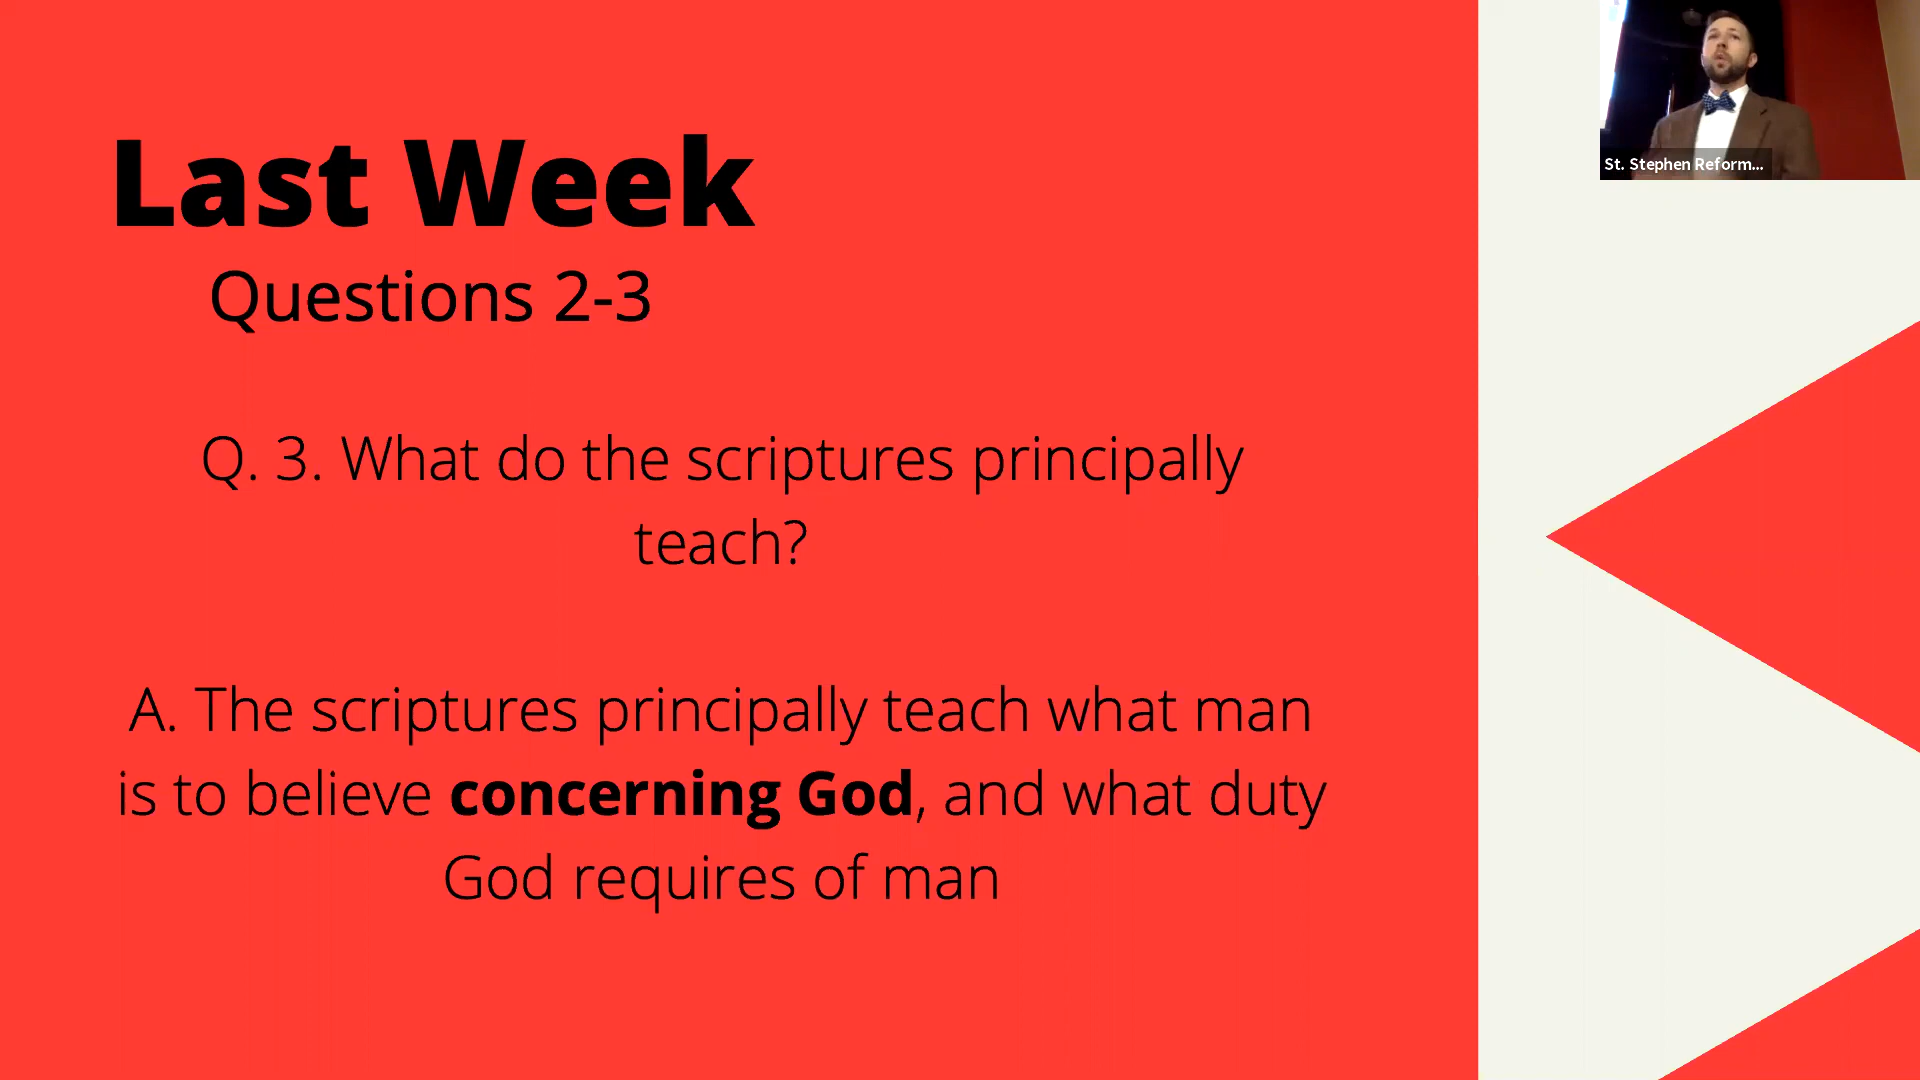 Last Week
Questions 2-3
Q. 3. What do the scriptures principally
teach?
A. The scriptures principally teach what man
is to believe concerning God, and what duty
God requires of man
St. Stephen Reform...